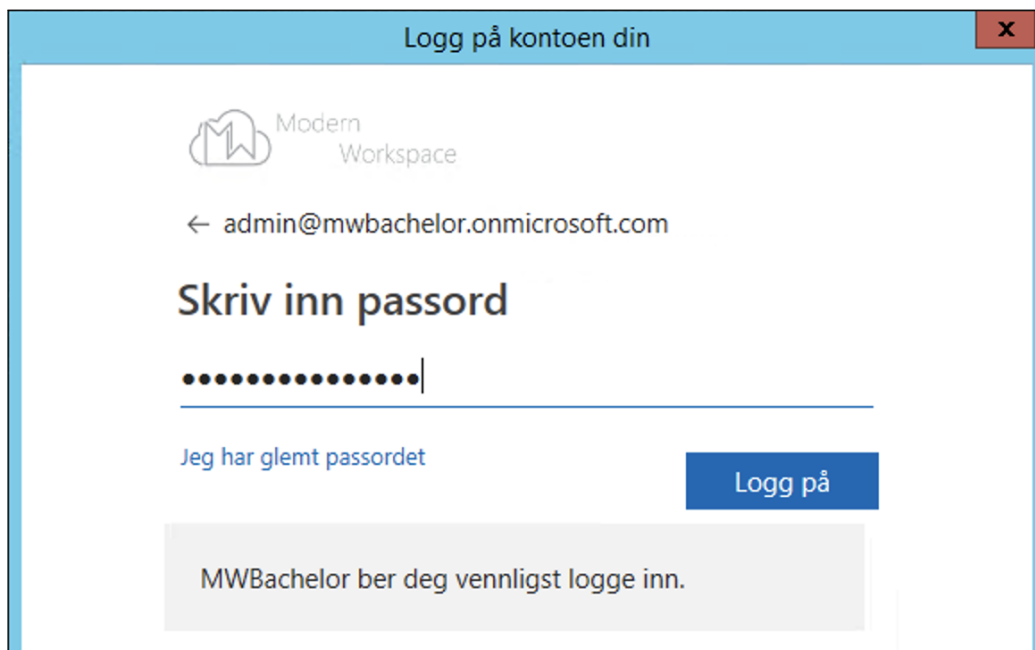 Logg på kontoen din
x
MW Modern
Workspace
← admin@mwbachelor.onmicrosoft.com
Skriv inn passord
•••••••••••••••
Jeg har glemt passordet
Logg på
MWBachelor ber deg vennligst logge inn.